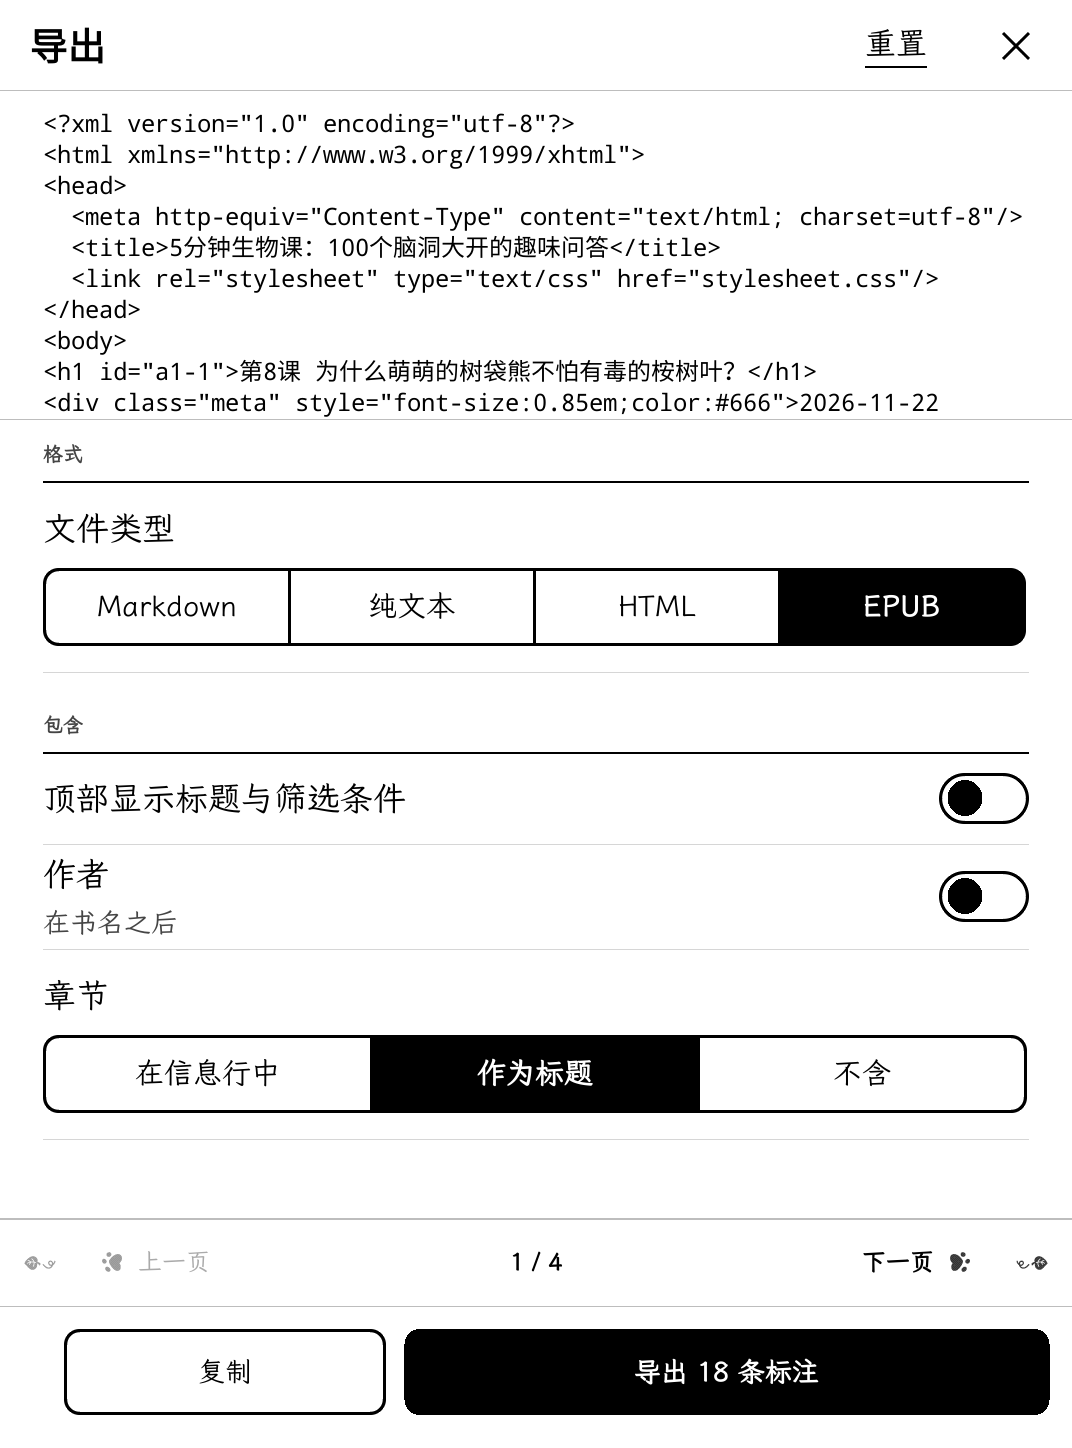 导出
重置
<?xml version="1.0" encoding="utf-8"?>
<html xmlns="http://www.w3.org/1999/xhtml">
<head>
  <meta http-equiv="Content-Type" content="text/html; charset=utf-8"/>
  <title>5分钟生物课：100个脑洞大开的趣味问答</title>
  <link rel="stylesheet" type="text/css" href="stylesheet.css"/>
</head>
<body>
<h1 id="a1-1">第8课 为什么萌萌的树袋熊不怕有毒的桉树叶？</h1>
<div class="meta" style="font-size:0.85em;color:#666">2026-11-22
格式
文件类型
Markdown 纯文本 HTML EPUB
包含
顶部显示标题与筛选条件
作者
在书名之后
章节
在信息行中 作为标题 不含
上一页 1 / 4 下一页
复制 导出 18 条标注